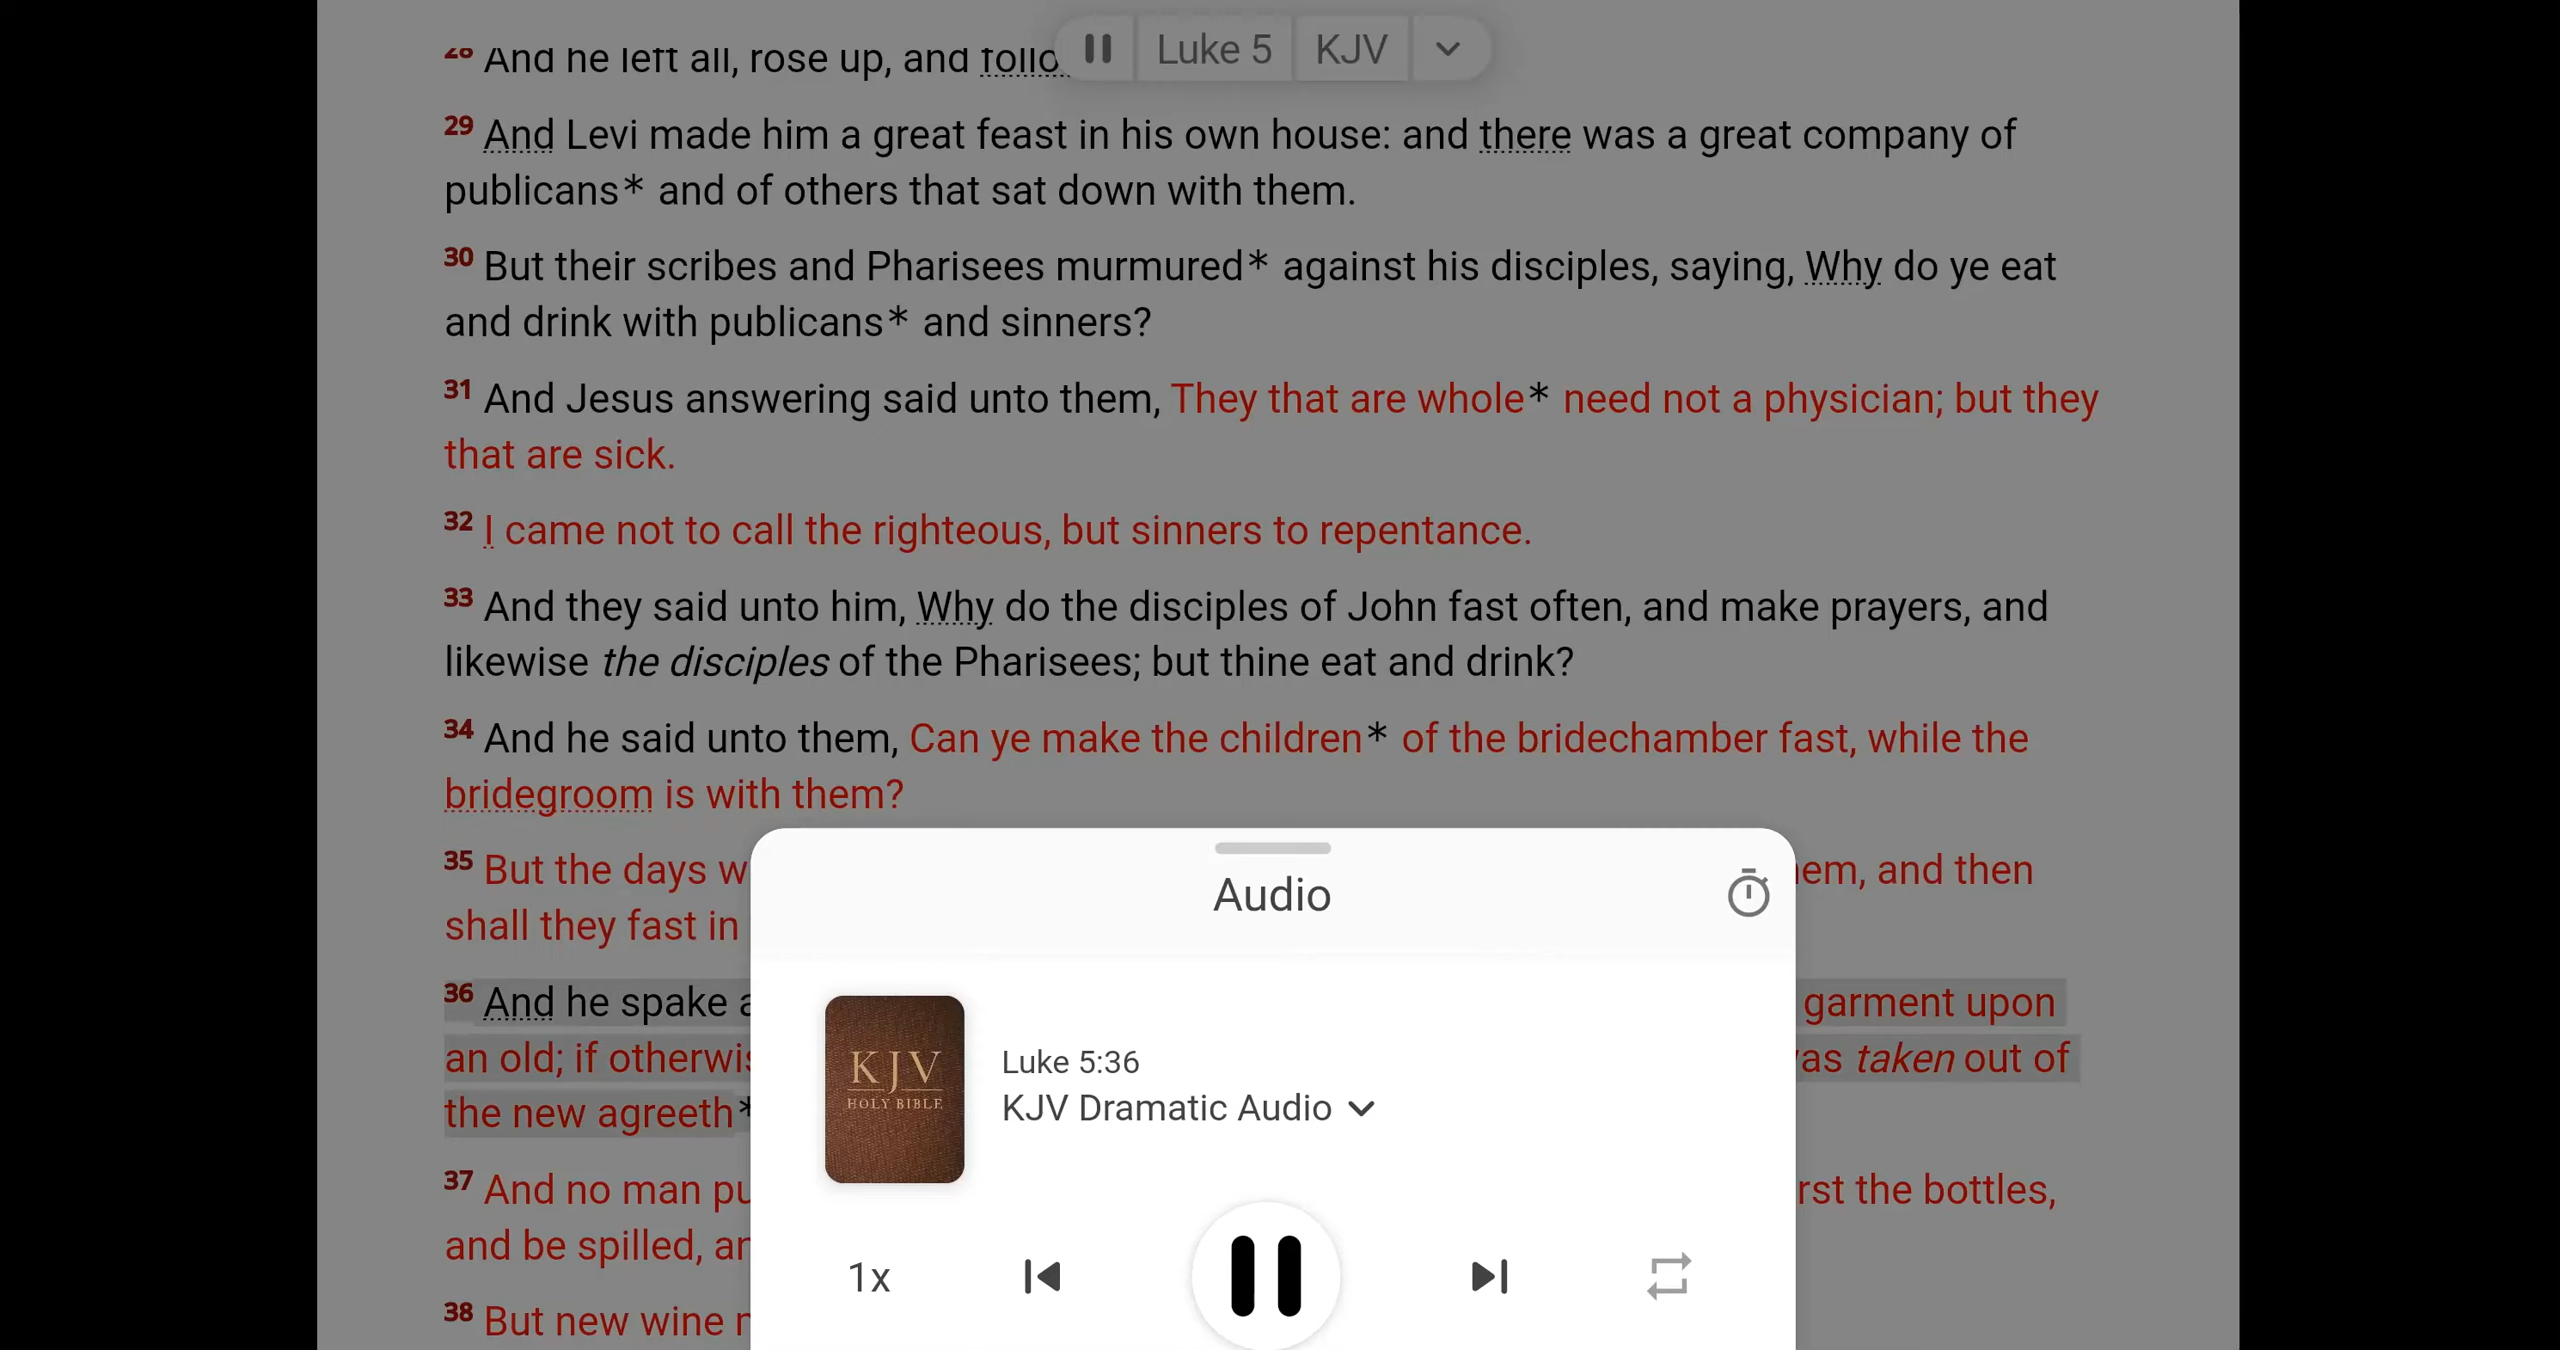 28 And he left all, rose up, and
Luke 5 KJV
29 And Levi made him a great feast in his own house: and there was a great company of
publicans* and of others that sat down with them.
30 But their scribes and Pharisees murmured* against his disciples, saying, Why do ye eat
and drink with publicans* and sinners?
31 And Jesus answering said unto them, They that are whole* need not a physician; but they
that are sick.
32 I came not to call the righteous, but sinners to repentance.
33 And they said unto him, Why do the disciples of John fast often, and make prayers, and
likewise the disciples of the Pharisees; but thine eat and drink?
34 And he said unto them, Can ye make the children* of the bridechamber fast, while the
bridegroom is with them?
35 But the days and then
shall they fast in
36 And he spake garment upon
an old; if taken out of
the new agreeth*
37 And no man the bottles,
and be spilled,
38 But new wine
Audio
KJV
HOLY BIBLE
Luke 5:36
KJV Dramatic Audio
1x